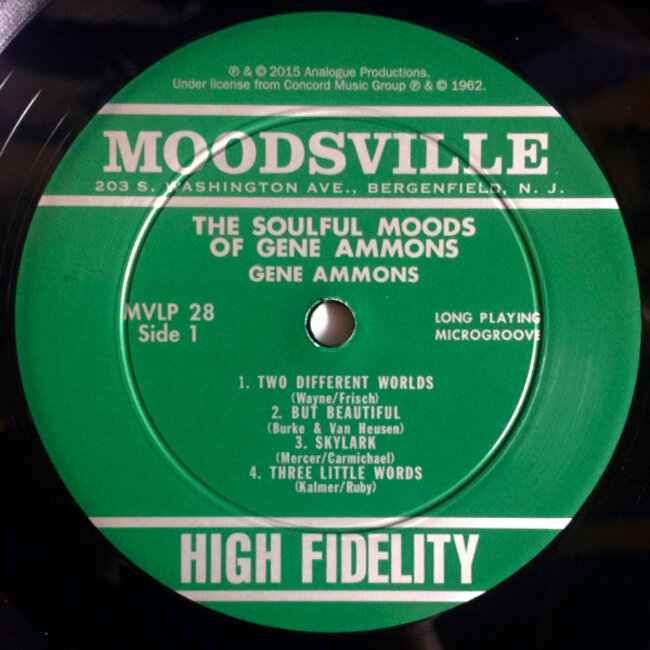 ℗ & © 2015 Analogue Productions.
Under license from Concord Music Group ℗ & © 1962.
MOODSVILLE
203 S. WASHINGTON AVE., BERGENFIELD, N. J.
THE SOULFUL MOODS
OF GENE AMMONS
GENE AMMONS
MVLP 28
Side 1
LONG PLAYING
MICROGROOVE
1. TWO DIFFERENT WORLDS
(Wayne/Frisch)
2. BUT BEAUTIFUL
(Burke & Van Heusen)
3. SKYLARK
(Mercer/Carmichael)
4. THREE LITTLE WORDS
(Kalmer/Ruby)
HIGH FIDELITY